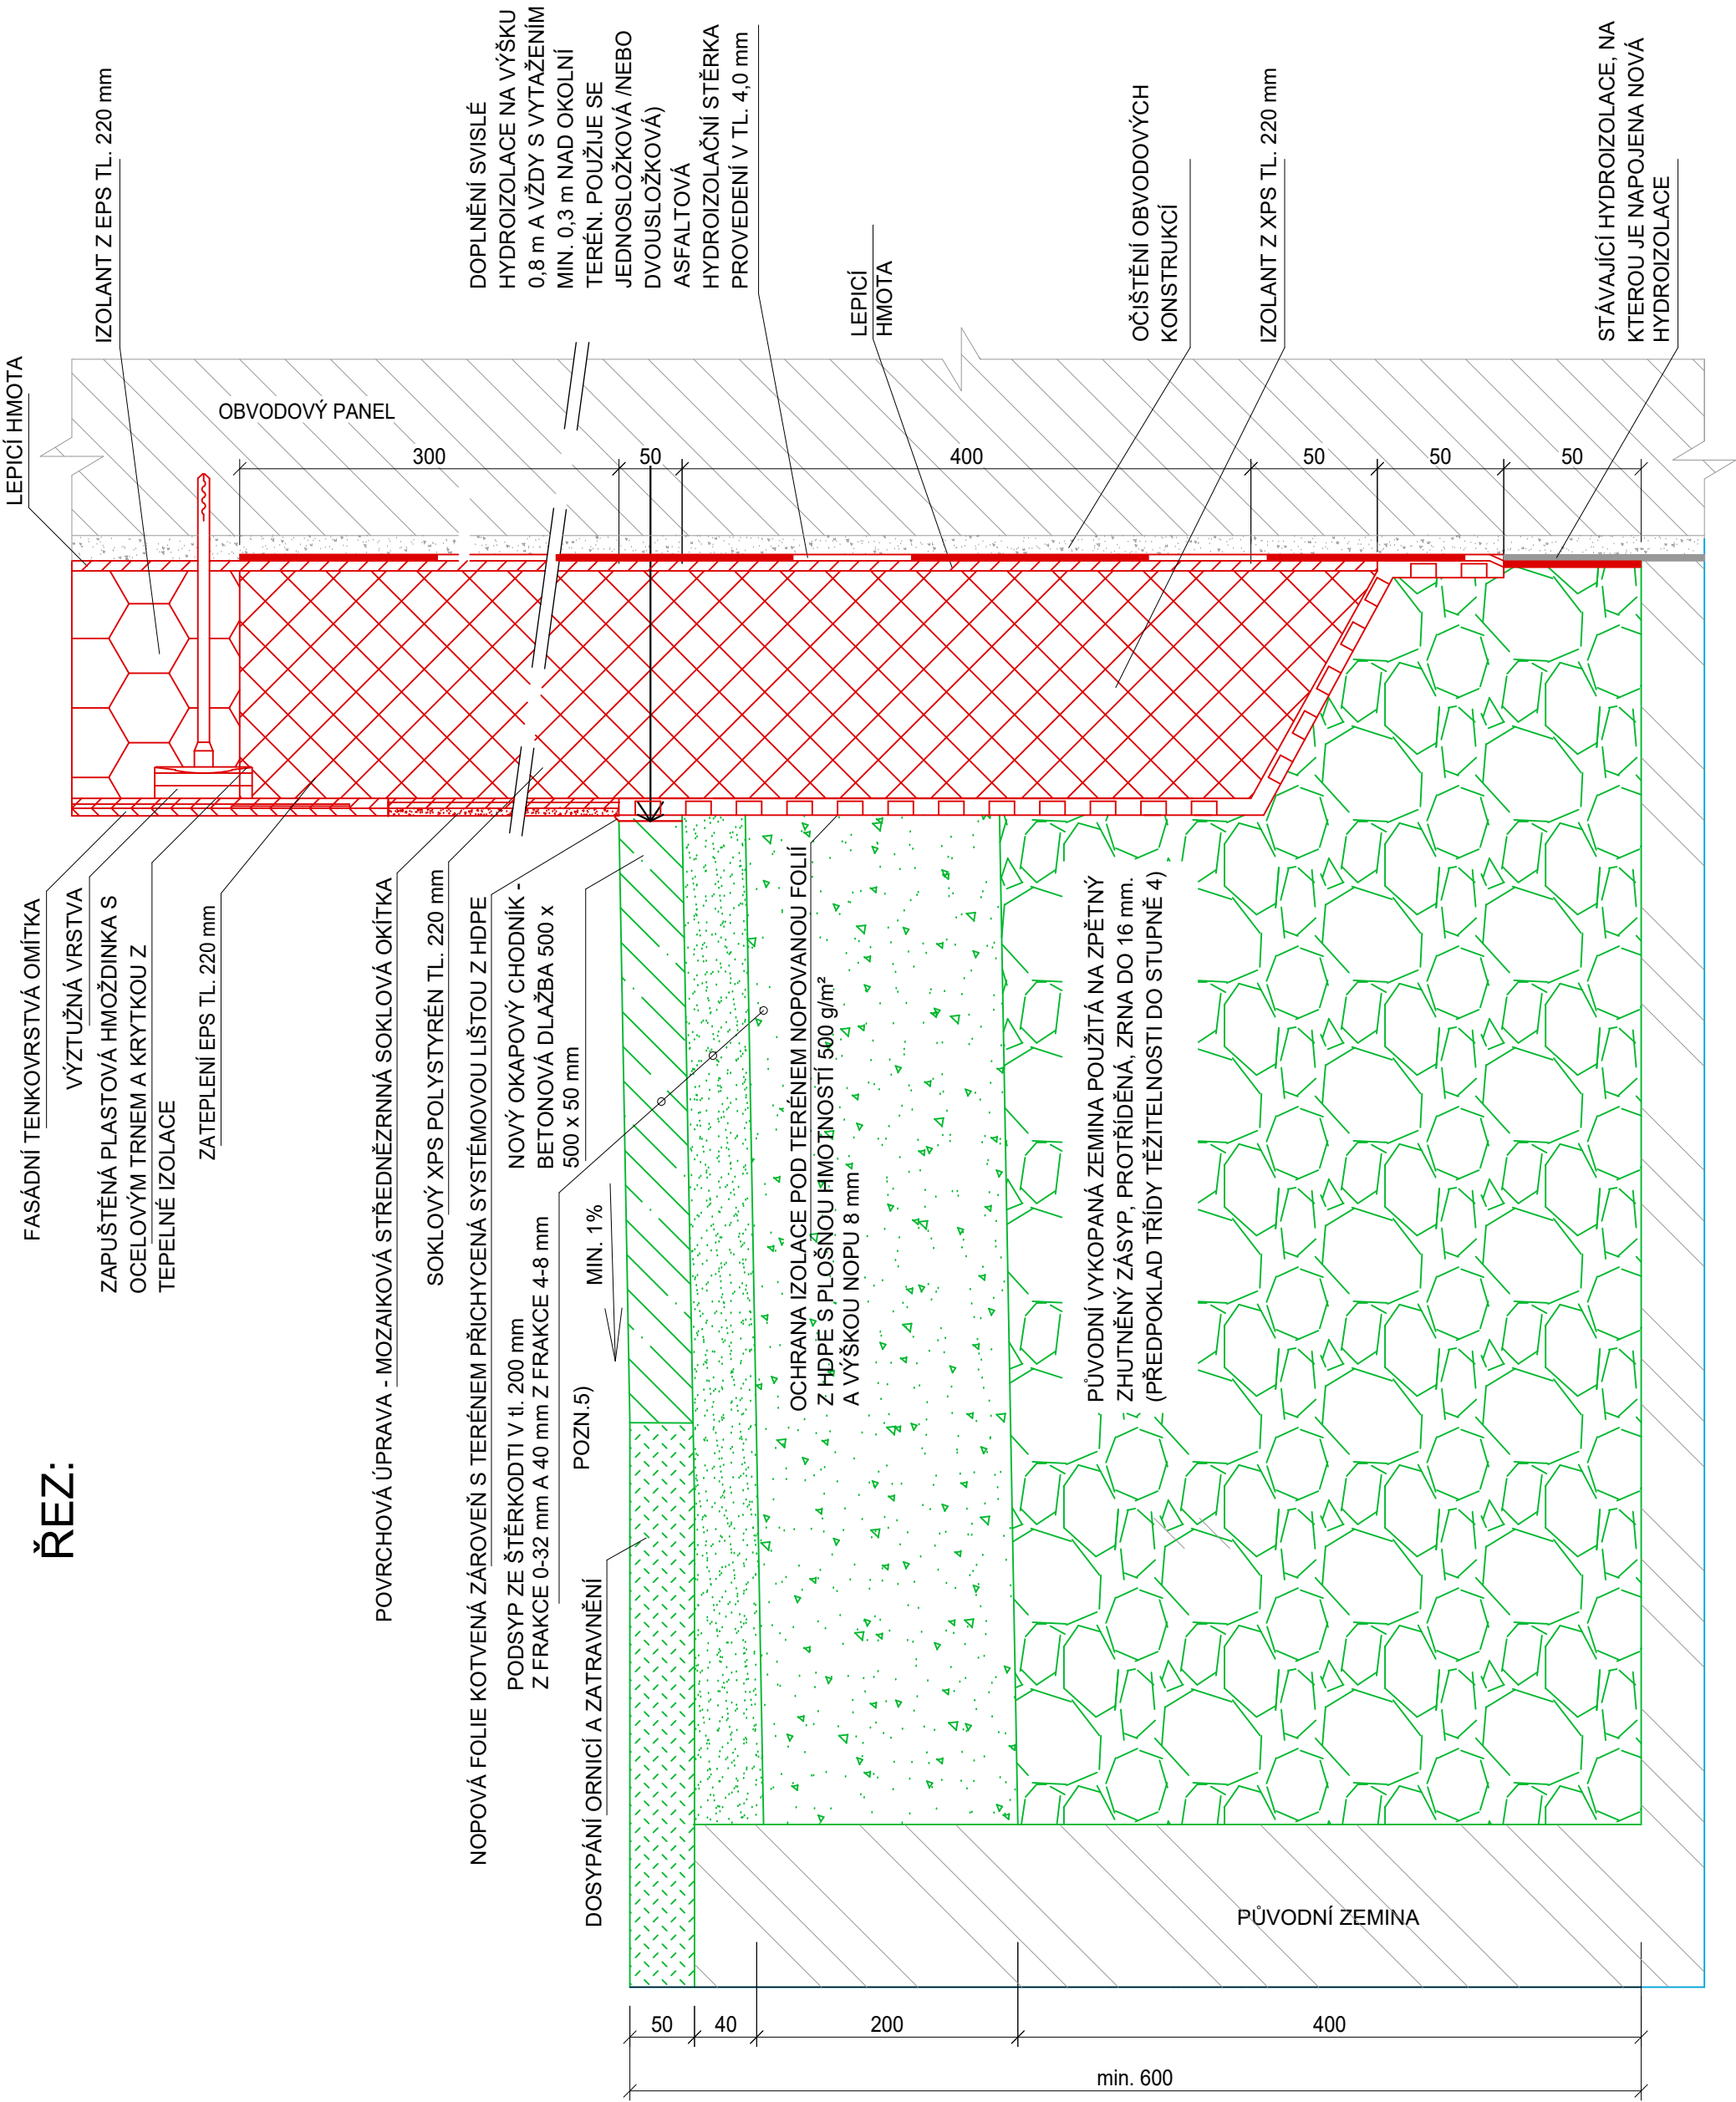 ŘEZ:
FASÁDNÍ TENKOVRSTVÁ OMÍTKA
VÝZTUŽNÁ VRSTVA
ZAPUŠTĚNÁ PLASTOVÁ HMOŽDINKA S
OCELOVÝM TRNEM A KRYTKOU Z
TEPELNÉ IZOLACE
ZATEPLENÍ EPS TL. 220 mm
POVRCHOVÁ ÚPRAVA - MOZAIKOVÁ STŘEDNĚZRNNÁ SOKLOVÁ OKÍTKA
SOKLOVÝ XPS POLYSTYRÉN TL. 220 mm
NOPOVÁ FOLIE KOTVENÁ ZÁROVEŇ S TERÉNEM PŘICHYCENÁ SYSTÉMOVOU LIŠTOU Z HDPE
NOVÝ OKAPOVÝ CHODNÍK -
BETONOVÁ DLAŽBA 500 x
500 x 50 mm
PODSYP ZE ŠTĚRKODTI V tl. 200 mm
Z FRAKCE 0-32 mm A 40 mm Z FRAKCE 4-8 mm
MIN. 1%
POZN.5)
DOSYPÁNÍ ORNICÍ A ZATRAVNĚNÍ
LEPICÍ HMOTA
IZOLANT Z EPS TL. 220 mm
OBVODOVÝ PANEL
DOPLNĚNÍ SVISLÉ
HYDROIZOLACE NA VÝŠKU
0,8 m A VŽDY S VYTAŽENÍM
MIN. 0,3 m NAD OKOLNÍ
TERÉN. POUŽIJE SE
JEDNOSLOŽKOVÁ /NEBO
DVOUSLOŽKOVÁ)
ASFALTOVÁ
HYDROIZOLAČNÍ STĚRKA
PROVEDENÍ V TL. 4,0 mm
LEPICÍ
HMOTA
OČIŠTĚNÍ OBVODOVÝCH
KONSTRUKCÍ
IZOLANT Z XPS TL. 220 mm
STÁVAJÍCÍ HYDROIZOLACE, NA
KTEROU JE NAPOJENA NOVÁ
HYDROIZOLACE
300
50
400
50
50
50
OCHRANA IZOLACE POD TERÉNEM NOPOVANOU FOLIÍ
Z HDPE S PLOŠNOU HMOTNOSTÍ 500 g/m²
A VÝŠKOU NOPU 8 mm
PŮVODNÍ VYKOPANÁ ZEMINA POUŽITÁ NA ZPĚTNÝ
ZHUTNĚNÝ ZÁSYP, PROTŘÍDĚNÁ, ZRNA DO 16 mm.
(PŘEDPOKLAD TŘÍDY TĚŽITELNOSTI DO STUPNĚ 4)
PŮVODNÍ ZEMINA
50
40
200
400
min. 600